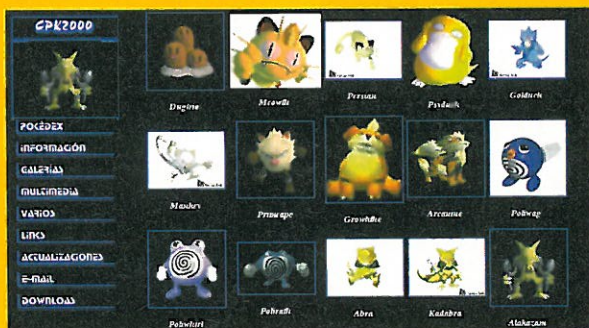 GPK2000
Dugtrio
Meowth
Persian
Psyduck
Golduck
POKÉDEX
INFORMACIÓN
GALERÍAS
MULTIMEDIA
VARIOS
LINKS
ACTUALIZACIONES
E-MAIL
DOWNLOAS
Mankey
Primeape
Growlithe
Arcanine
Poliwag
Poliwhirl
Poliwrath
Abra
Kadabra
Alakazam